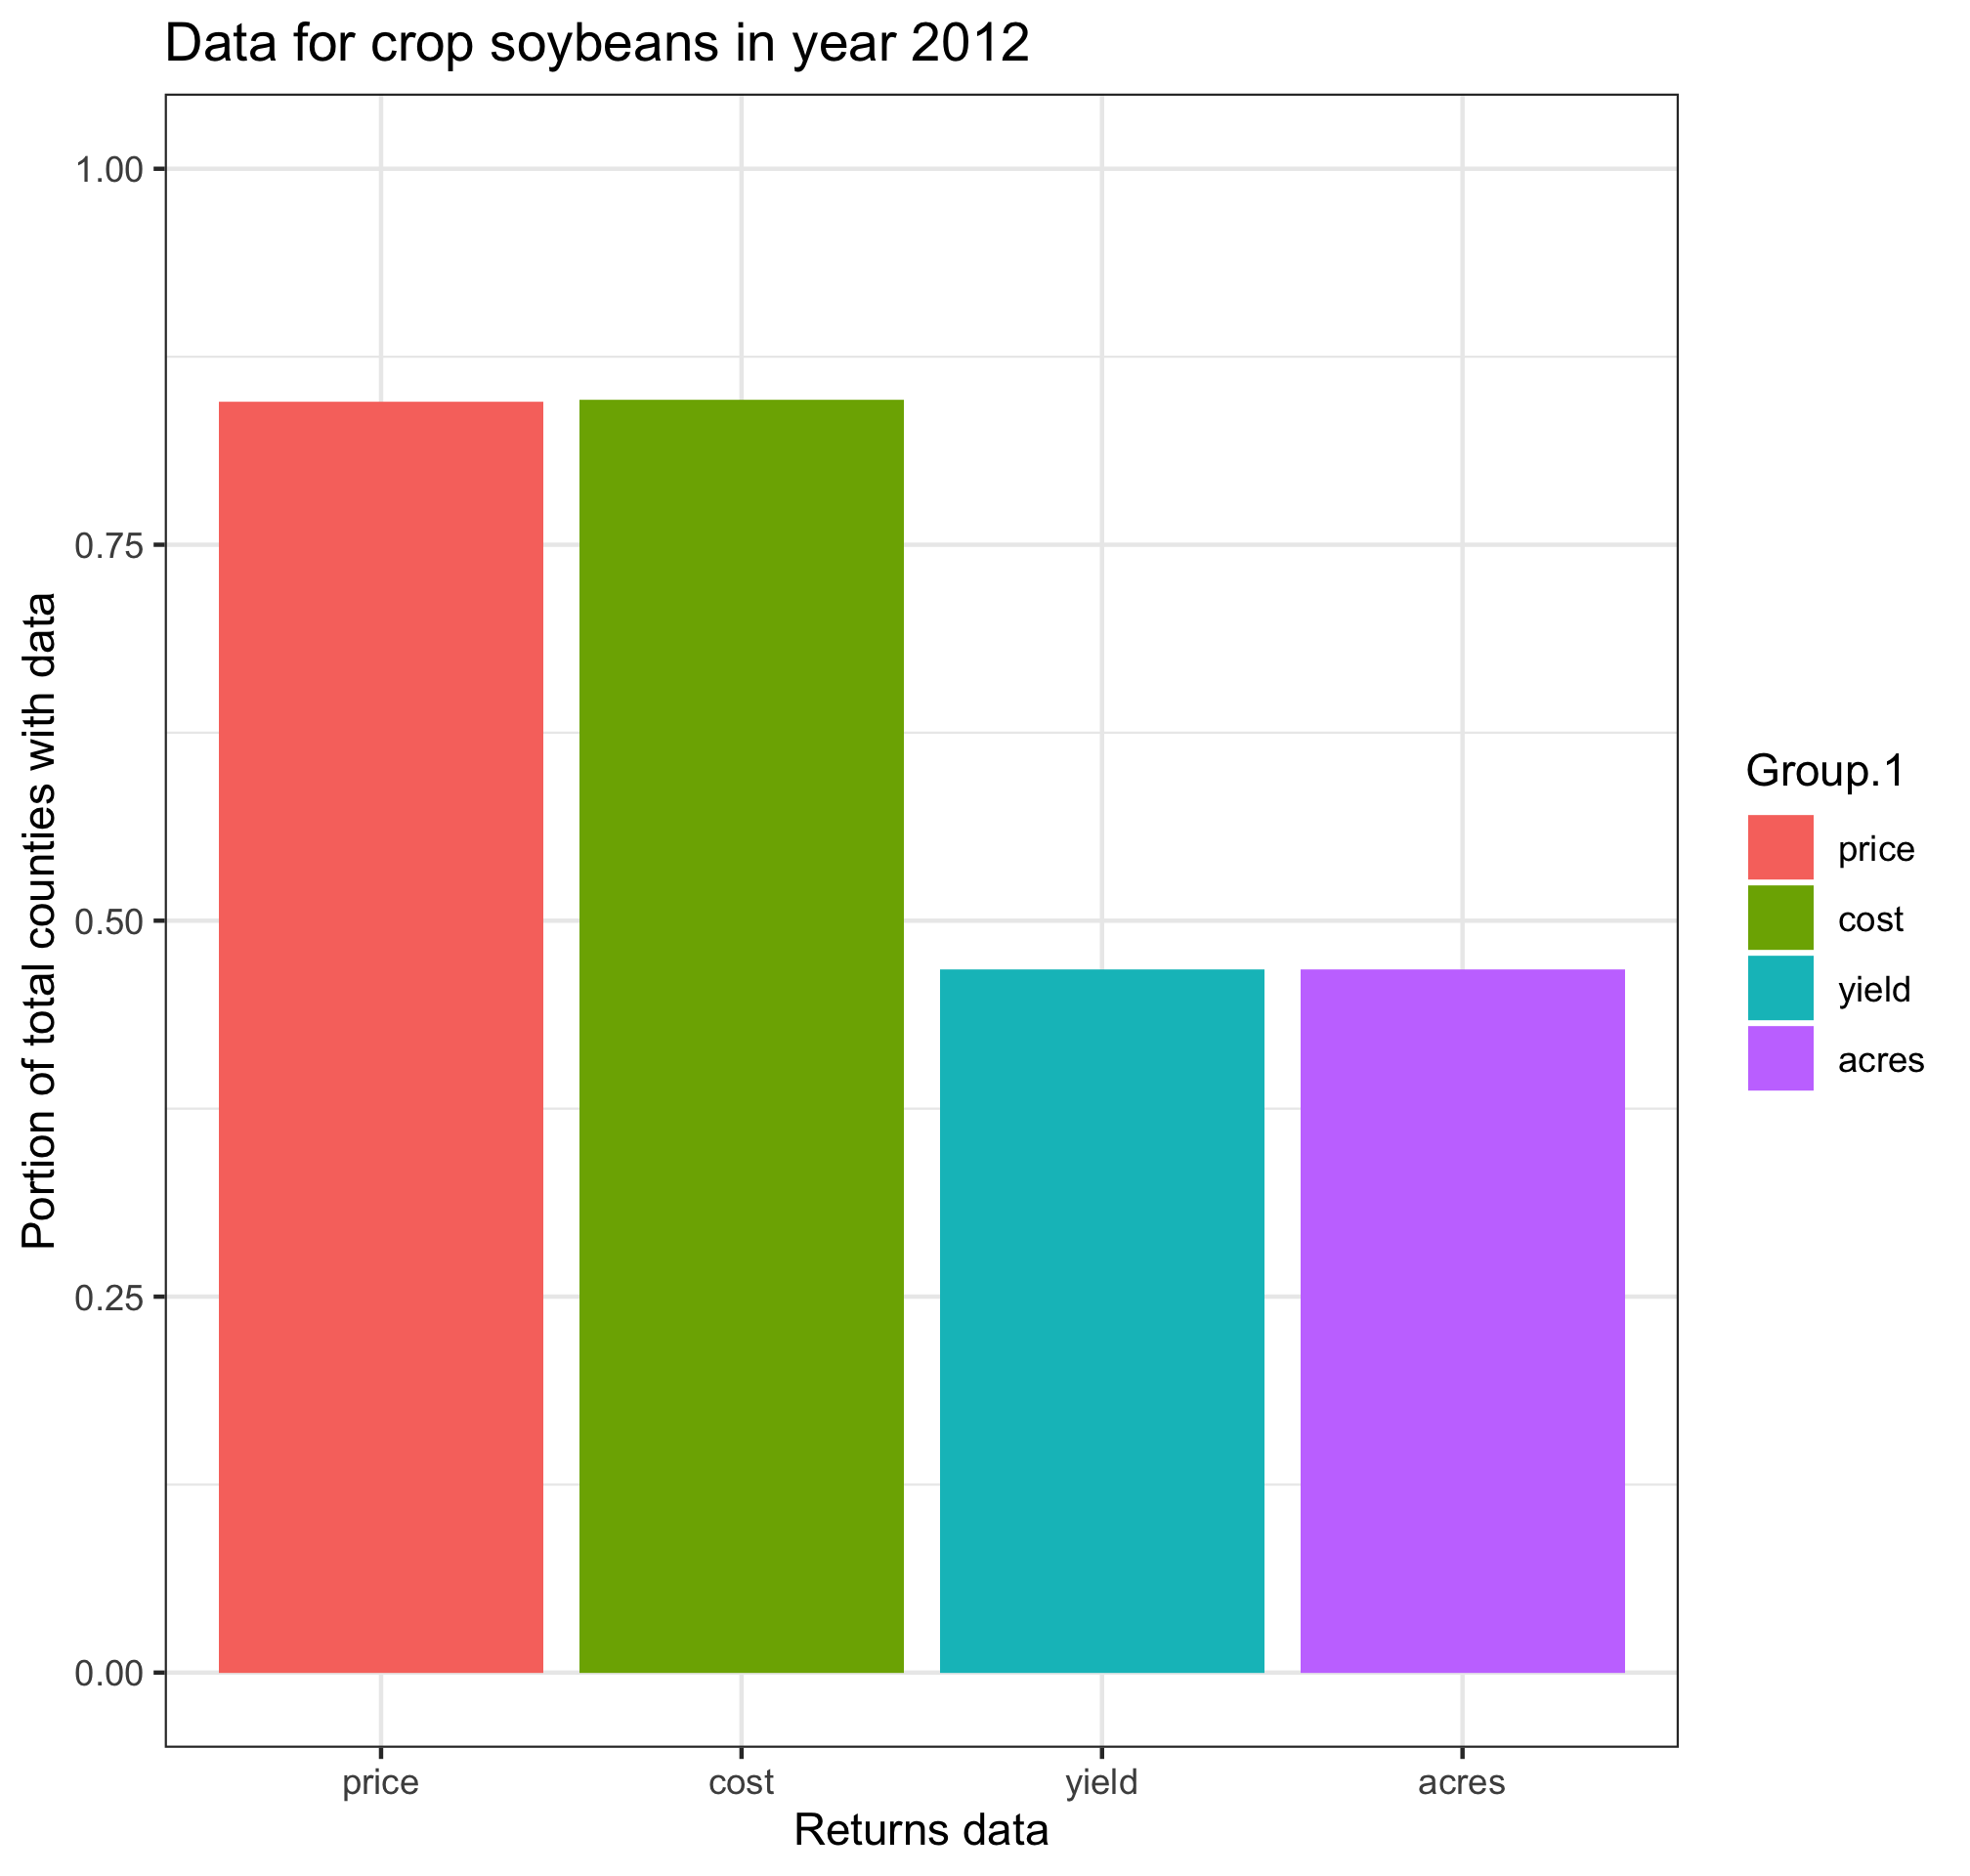 Data for crop soybeans in year 2012
Portion of total counties with data
1.00
0.75
0.50
0.25
0.00
price cost yield acres
Returns data
Group.1
price
cost
yield
acres